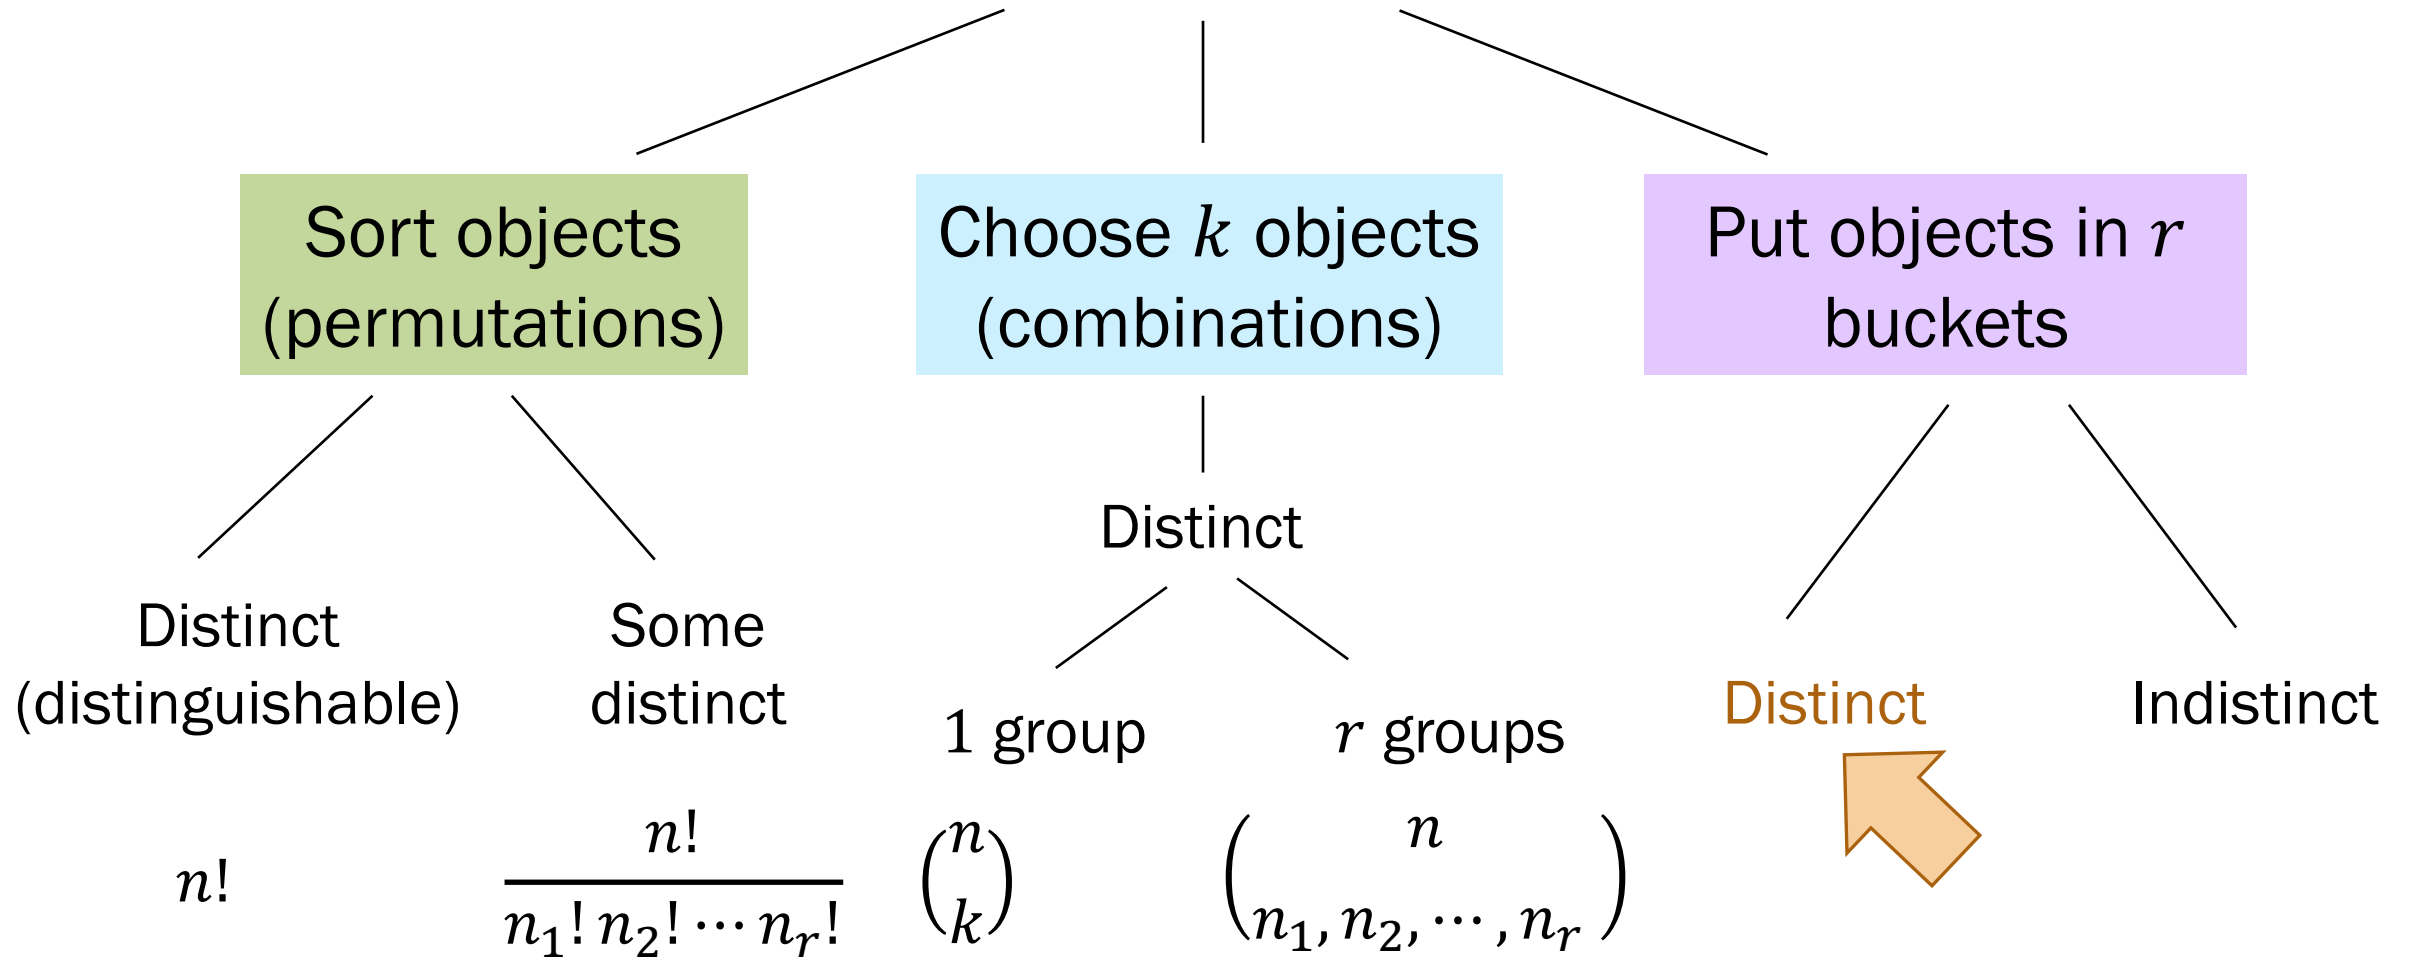 Sort objects
(permutations)
Choose k objects
(combinations)
Put objects in r
buckets
Distinct
(distinguishable)
Some
distinct
Distinct
1 group
r groups
Distinct
Indistinct
n!
n!
n₁! n₂! ⋯ nᵣ!
n
k
n
n₁, n₂, ⋯ , nᵣ